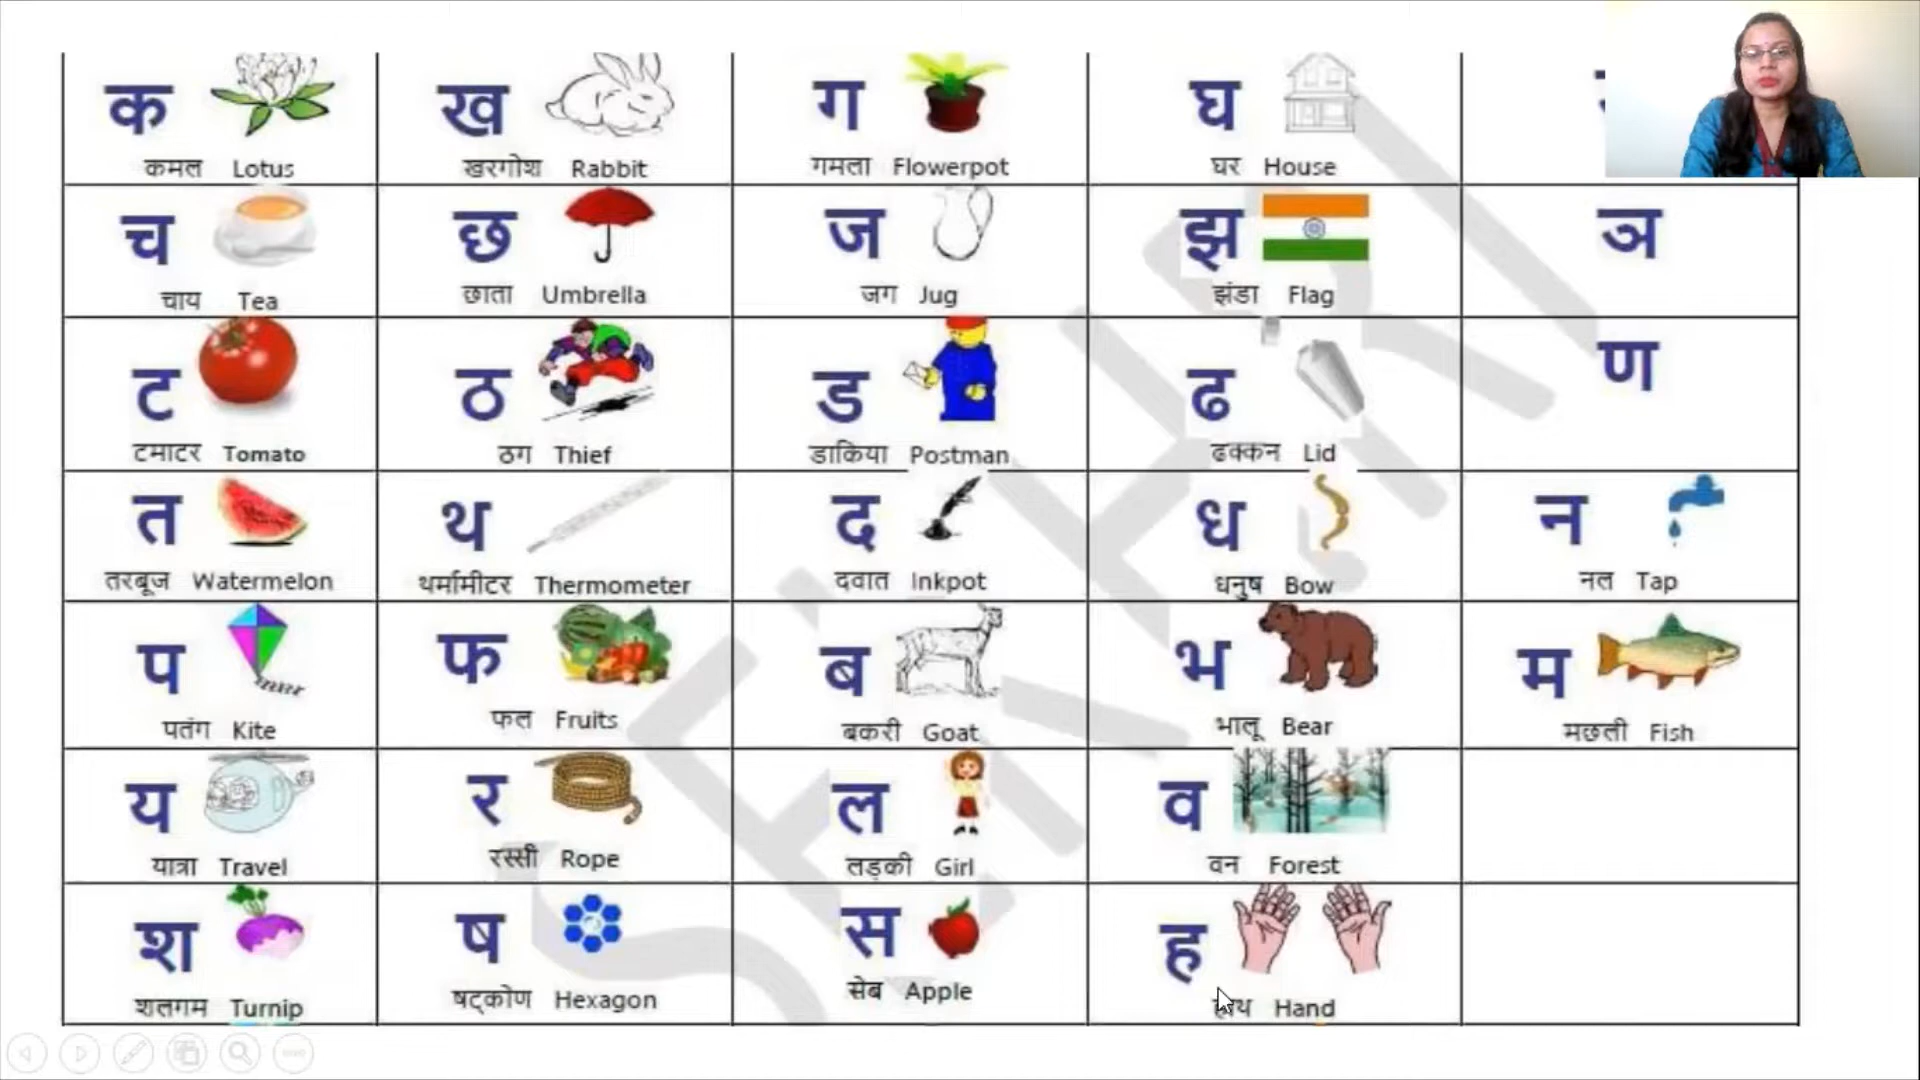 क
कमल Lotus
ख
खरगोश Rabbit
ग
गमला Flowerpot
घ
घर House
च
चाय Tea
छ
छाता Umbrella
ज
जग Jug
झ
झंडा Flag
ञ
ट
टमाटर Tomato
ठ
ठग Thief
ड
डाकिया Postman
ढ
ढक्कन Lid
ण
त
तरबूज Watermelon
थ
थर्मामीटर Thermometer
द
दवात Inkpot
ध
धनुष Bow
न
नल Tap
प
पतंग Kite
फ
फल Fruits
ब
बकरी Goat
भ
भालू Bear
म
मछली Fish
य
यात्रा Travel
र
रस्सी Rope
ल
लड़की Girl
व
वन Forest
श
शलगम Turnip
ष
षट्कोण Hexagon
स
सेब Apple
ह
हाथ Hand